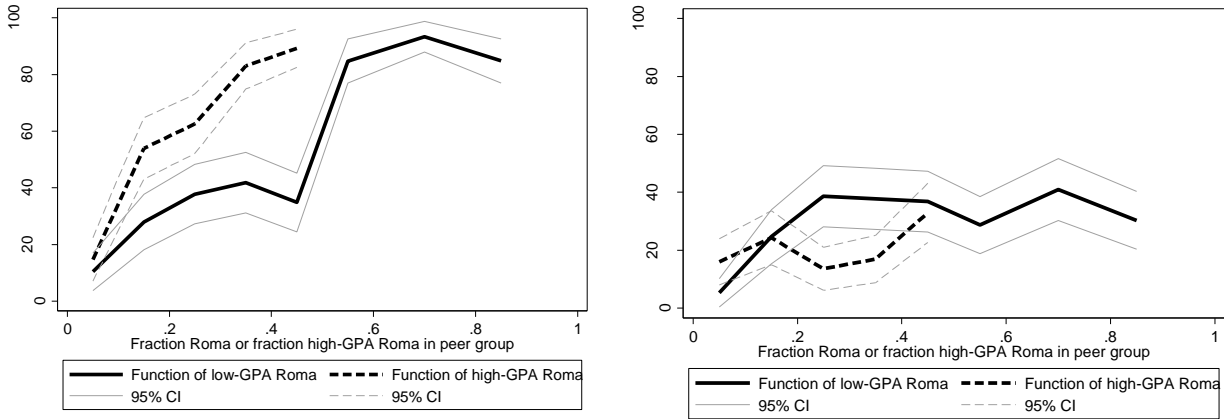 100
80
60
40
20
0
0 .2 .4 .6 .8 1
Fraction Roma or fraction high-GPA Roma in peer group
Function of low-GPA Roma Function of high-GPA Roma
95% CI 95% CI
100
80
60
40
20
0
0 .2 .4 .6 .8 1
Fraction Roma or fraction high-GPA Roma in peer group
Function of low-GPA Roma Function of high-GPA Roma
95% CI 95% CI